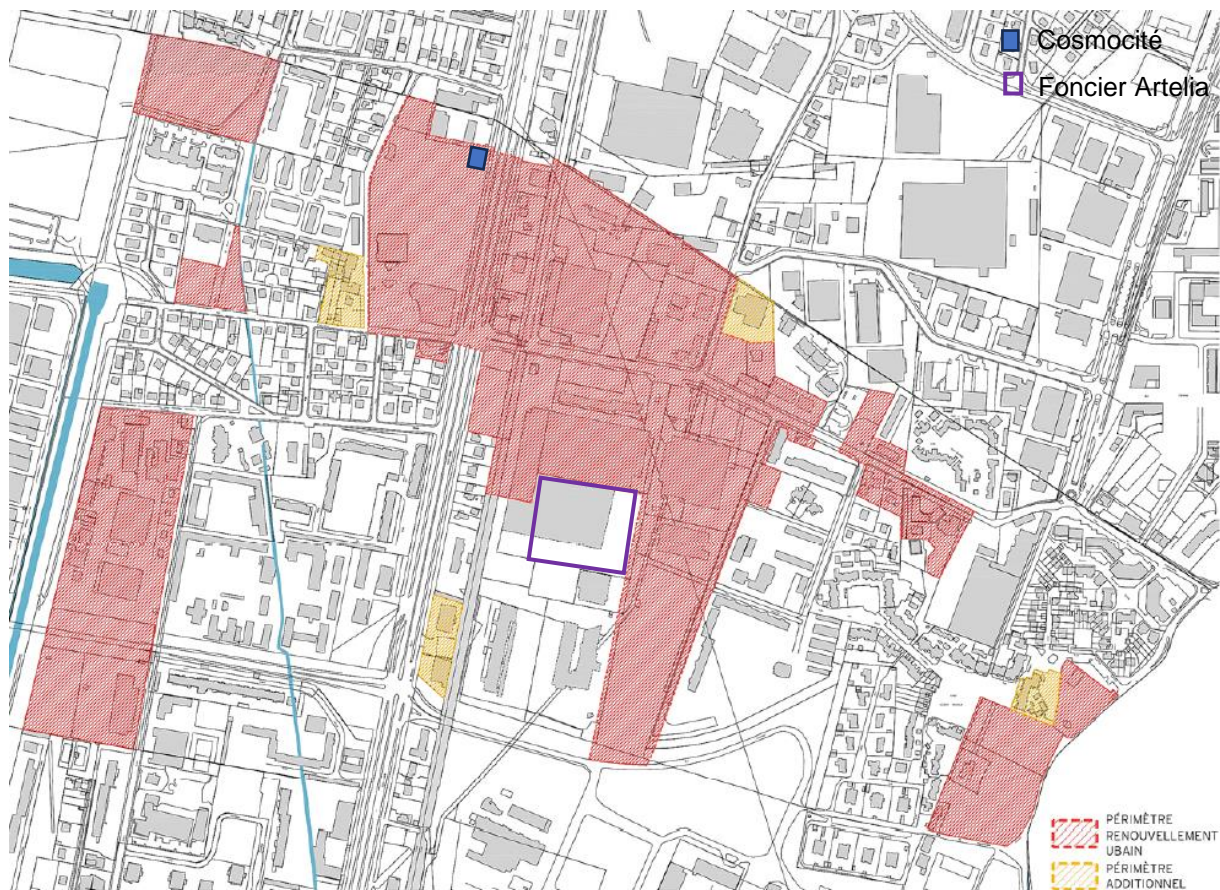 Cosmocité
Foncier Artelia
PÉRIMÈTRE
RENOUVELLEMENT
UBAIN
PÉRIMÈTRE
ADDITIONNEL